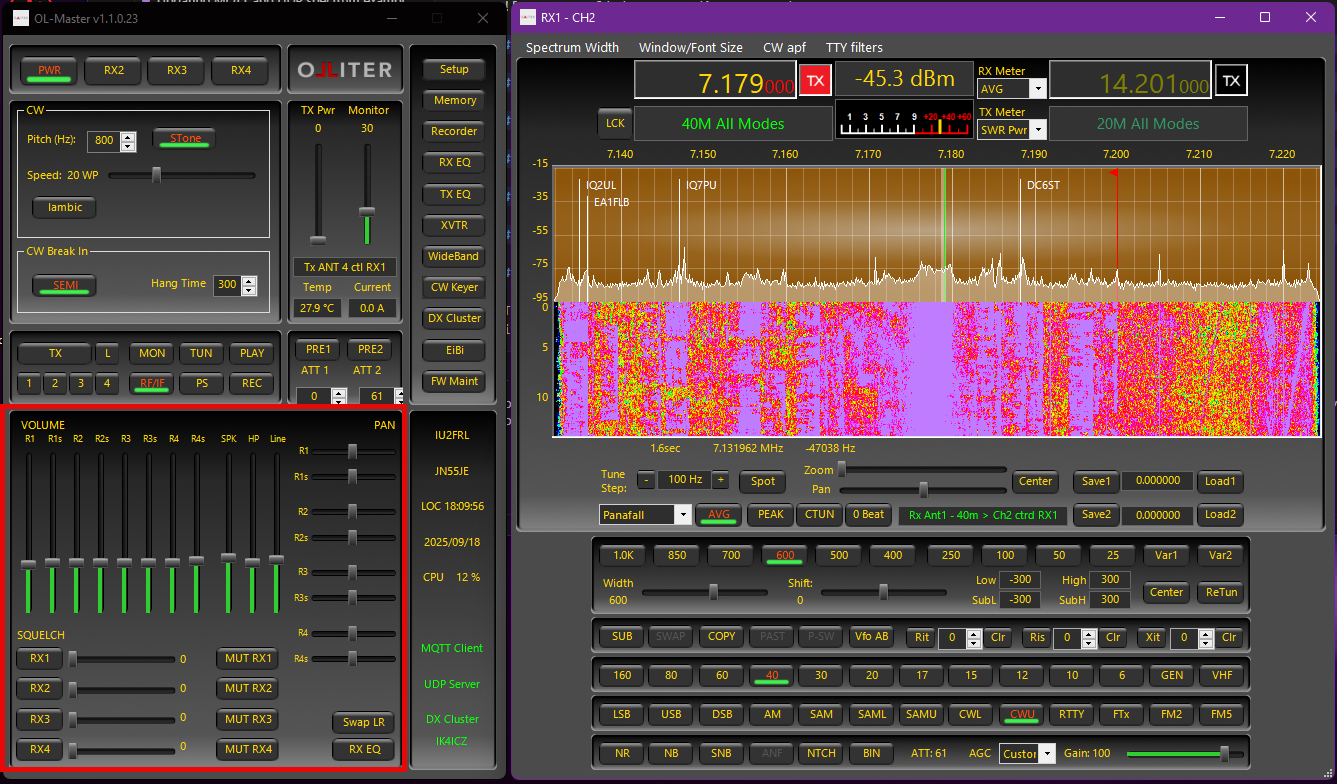 OL-Master v1.1.0.23
PWR RX2 RX3 RX4
OLLITER
Setup
Memory
Recorder
RX EQ
TX EQ
XVTR
WideBand
CW Keyer
DX Cluster
EiBi
FW Maint
CW
Pitch (Hz): 800 STone
Speed: 20 WP
Iambic
CW Break In
SEMI Hang Time 300
TX Pwr Monitor
0 30
Tx ANT 4 ctl RX1
Temp Current
27.9 °C 0.0 A
TX L MON TUN PLAY
1 2 3 4 RF/IF PS REC
PRE1 PRE2
ATT 1 ATT 2
0 61
VOLUME PAN
R1 R1s R2 R2s R3 R3s R4 R4s SPK HP Line
R1
R1s
R2
R2s
R3
R3s
R4
R4s
SQUELCH
RX1 0 MUT RX1
RX2 0 MUT RX2
RX3 0 MUT RX3
RX4 0 MUT RX4
Swap LR
RX EQ
IU2FRL
JN55JE
LOC 18:09:56
2025/09/18
CPU 12 %
MQTT Client
UDP Server
DX Cluster
IK4ICZ
RX1 - CH2
Spectrum Width Window/Font Size CW apf TTY filters
7.179000 TX -45.3 dBm RX Meter
AVG
14.201000 TX
LCK 40M All Modes
1 3 5 7 9 +20 +40 +60
TX Meter
SWR Pwr
20M All Modes
7.140 7.150 7.160 7.170 7.180 7.190 7.200 7.210 7.220
-15
-35
-55
-75
-95
IQ2UL IQ7PU DC6ST
EA1FLB
0
5
10
1.6sec 7.131962 MHz -47038 Hz
Tune Step: - 100 Hz + Spot
Zoom
Pan
Center Save1 0.000000 Load1
Panafall AVG PEAK CTUN 0 Beat Rx Ant1 - 40m > Ch2 ctrd RX1 Save2 0.000000 Load2
1.0K 850 700 600 500 400 250 100 50 25 Var1 Var2
Width
600
Shift:
0
Low -300 High 300
SubL -300 SubH 300
Center ReTun
SUB SWAP COPY PAST P-SW Vfo AB Rit 0 Clr Ris 0 Clr Xit 0 Clr
160 80 60 40 30 20 17 15 12 10 6 GEN VHF
LSB USB DSB AM SAM SAML SAMU CWL CWU RTTY FTx FM2 FM5
NR NB SNB ANF NTCH BIN ATT: 61 AGC Custor Gain: 100